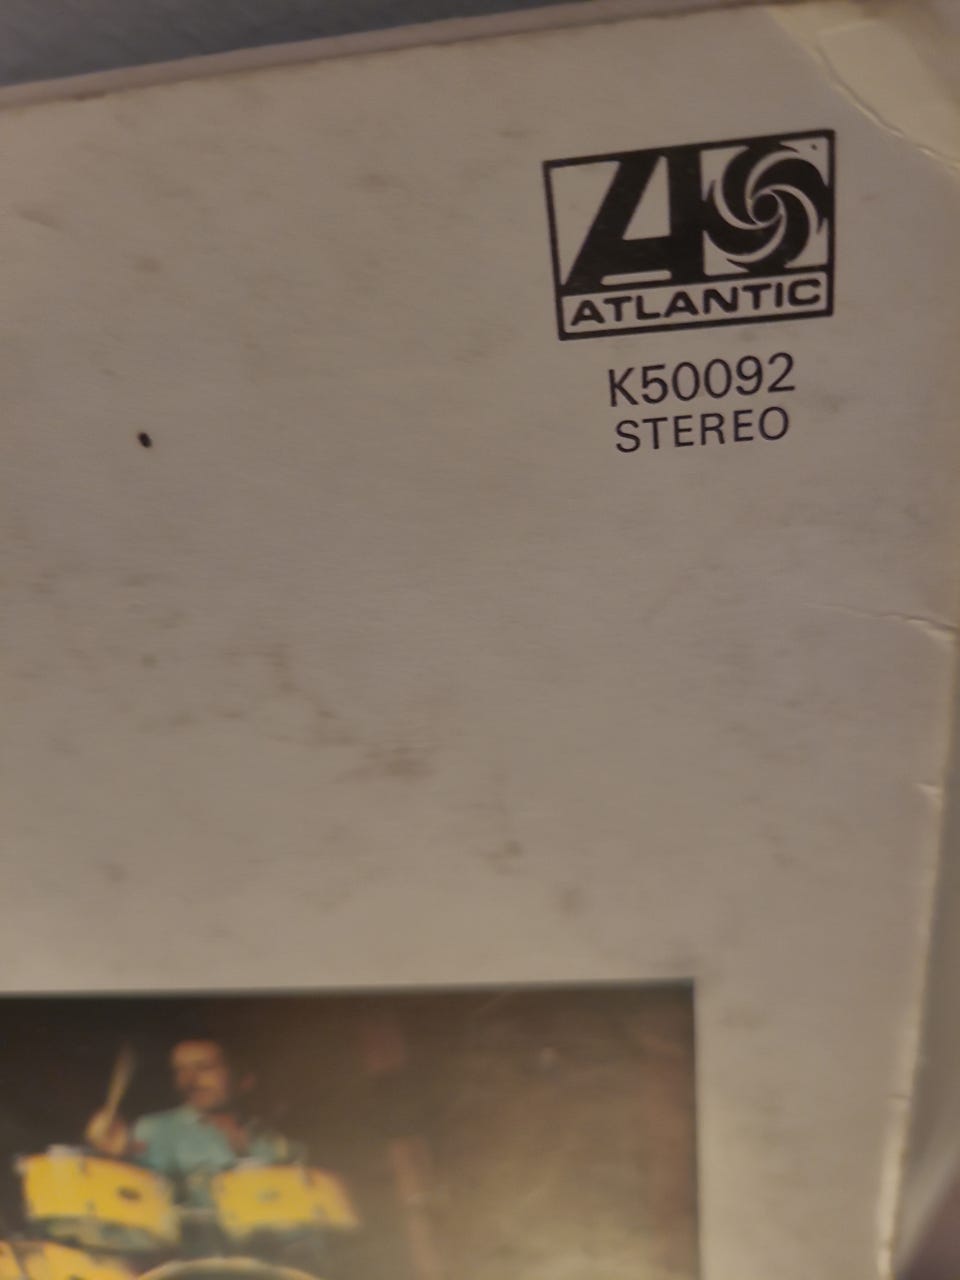 ATLANTIC
K50092
STEREO